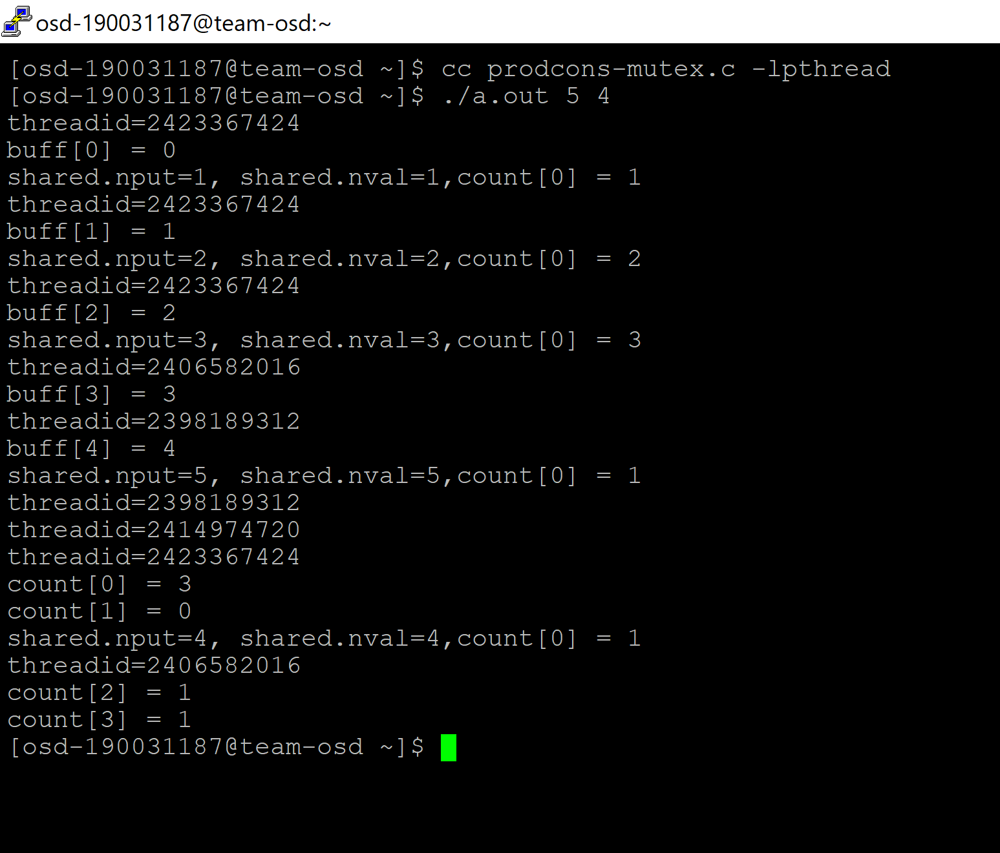 osd-190031187@team-osd:~
[osd-190031187@team-osd ~]$ cc prodcons-mutex.c -lpthread
[osd-190031187@team-osd ~]$ ./a.out 5 4
threadid=2423367424
buff[0] = 0
shared.nput=1, shared.nval=1,count[0] = 1
threadid=2423367424
buff[1] = 1
shared.nput=2, shared.nval=2,count[0] = 2
threadid=2423367424
buff[2] = 2
shared.nput=3, shared.nval=3,count[0] = 3
threadid=2406582016
buff[3] = 3
threadid=2398189312
buff[4] = 4
shared.nput=5, shared.nval=5,count[0] = 1
threadid=2398189312
threadid=2414974720
threadid=2423367424
count[0] = 3
count[1] = 0
shared.nput=4, shared.nval=4,count[0] = 1
threadid=2406582016
count[2] = 1
count[3] = 1
[osd-190031187@team-osd ~]$